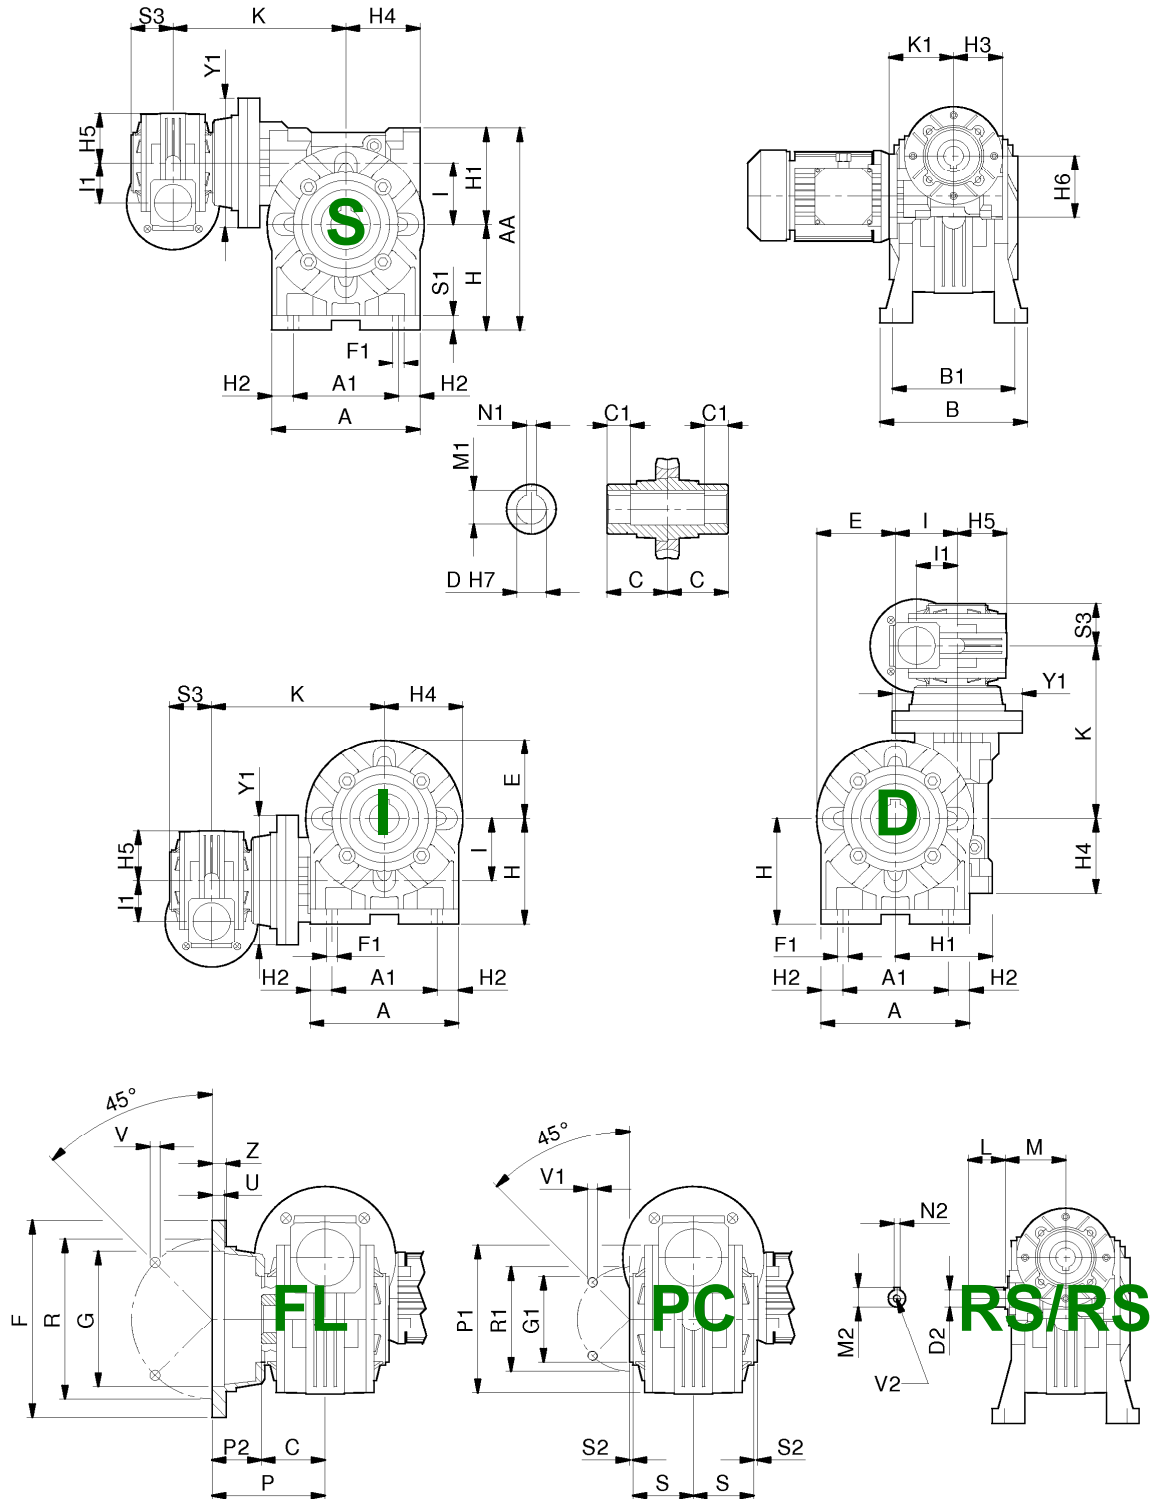 S3 K H4
Y1
H5
I1
S
I
H1
AA
H
S1
F1
H2 A1 H2
A
K1 H3
H6
B1
B
N1
M1
D H7
C1 C1
C C
E I H5
I1
S3
Y1
K
D
H
H4
F1
H1
H2 A1 H2
A
S3 K H4
Y1
E
H5
I1
I
I
H
F1
H2 A1 H2
A
45°
V
Z
U
F
R
G
FL
P2 C
P
45°
V1
P1
R1
G1
PC
S2 S2
S S
L M
N2
M2
D2
V2
RS/RS